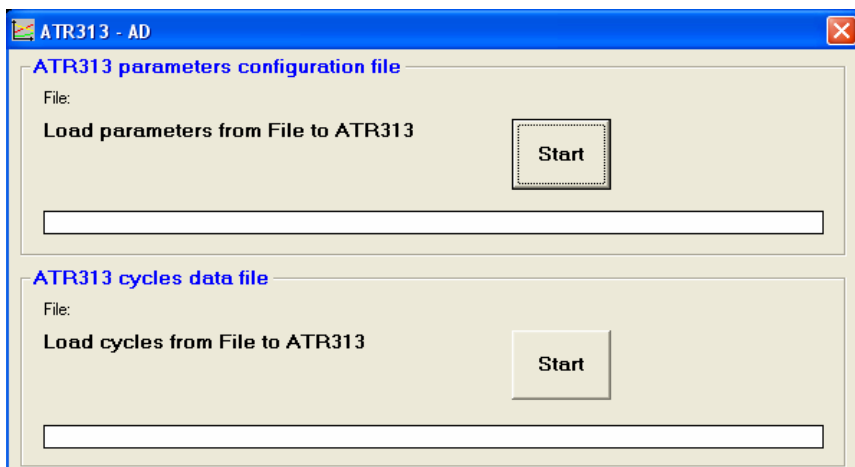 ATR313 - AD
ATR313 parameters configuration file
File:
Load parameters from File to ATR313
Start
ATR313 cycles data file
File:
Load cycles from File to ATR313
Start